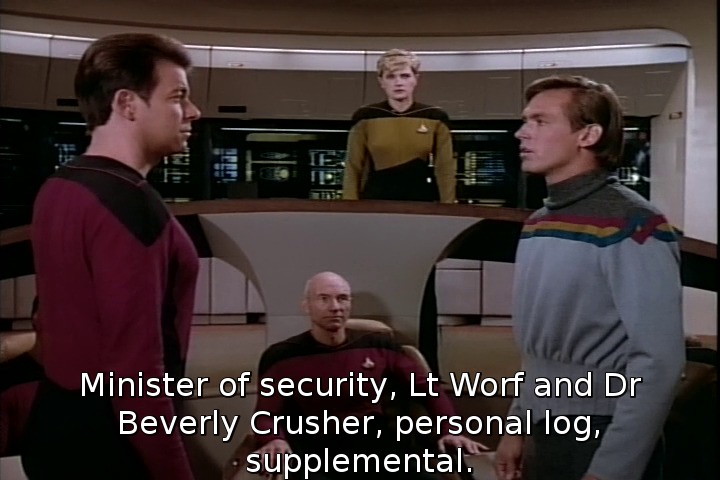 Minister of security, Lt Worf and Dr
Beverly Crusher, personal log,
supplemental.